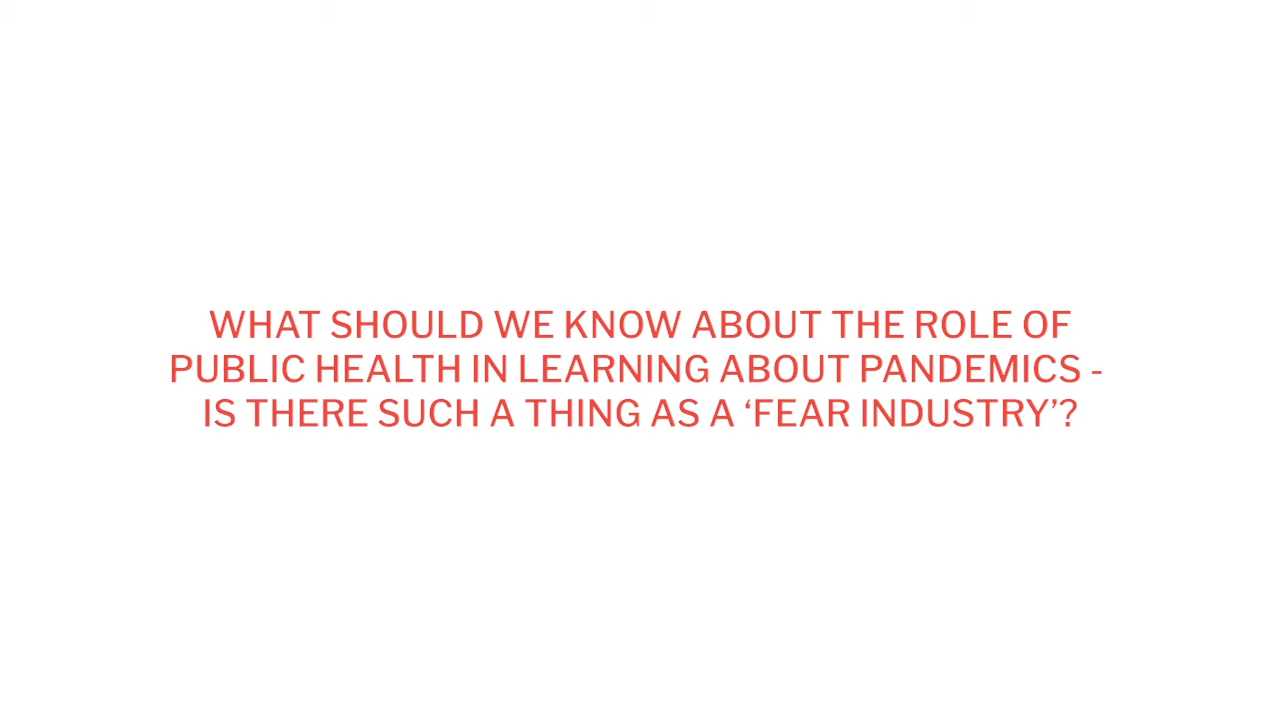 WHAT SHOULD WE KNOW ABOUT THE ROLE OF
PUBLIC HEALTH IN LEARNING ABOUT PANDEMICS -
IS THERE SUCH A THING AS A ‘FEAR INDUSTRY’?